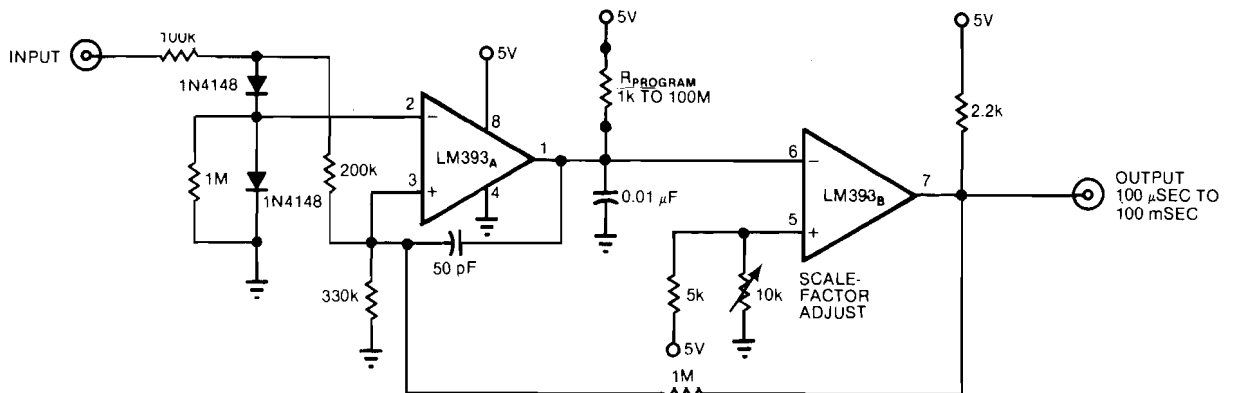 INPUT
100k
1N4148
1M
1N4148
200k
330k
2
3
8
4
1
5V
LM393A
50 pF
5V
RPROGRAM
1k TO 100M
0.01 μF
6
5
7
LM393B
5k
5V
10k
SCALE-
FACTOR
ADJUST
5V
2.2k
OUTPUT
100 μSEC TO
100 mSEC
1M